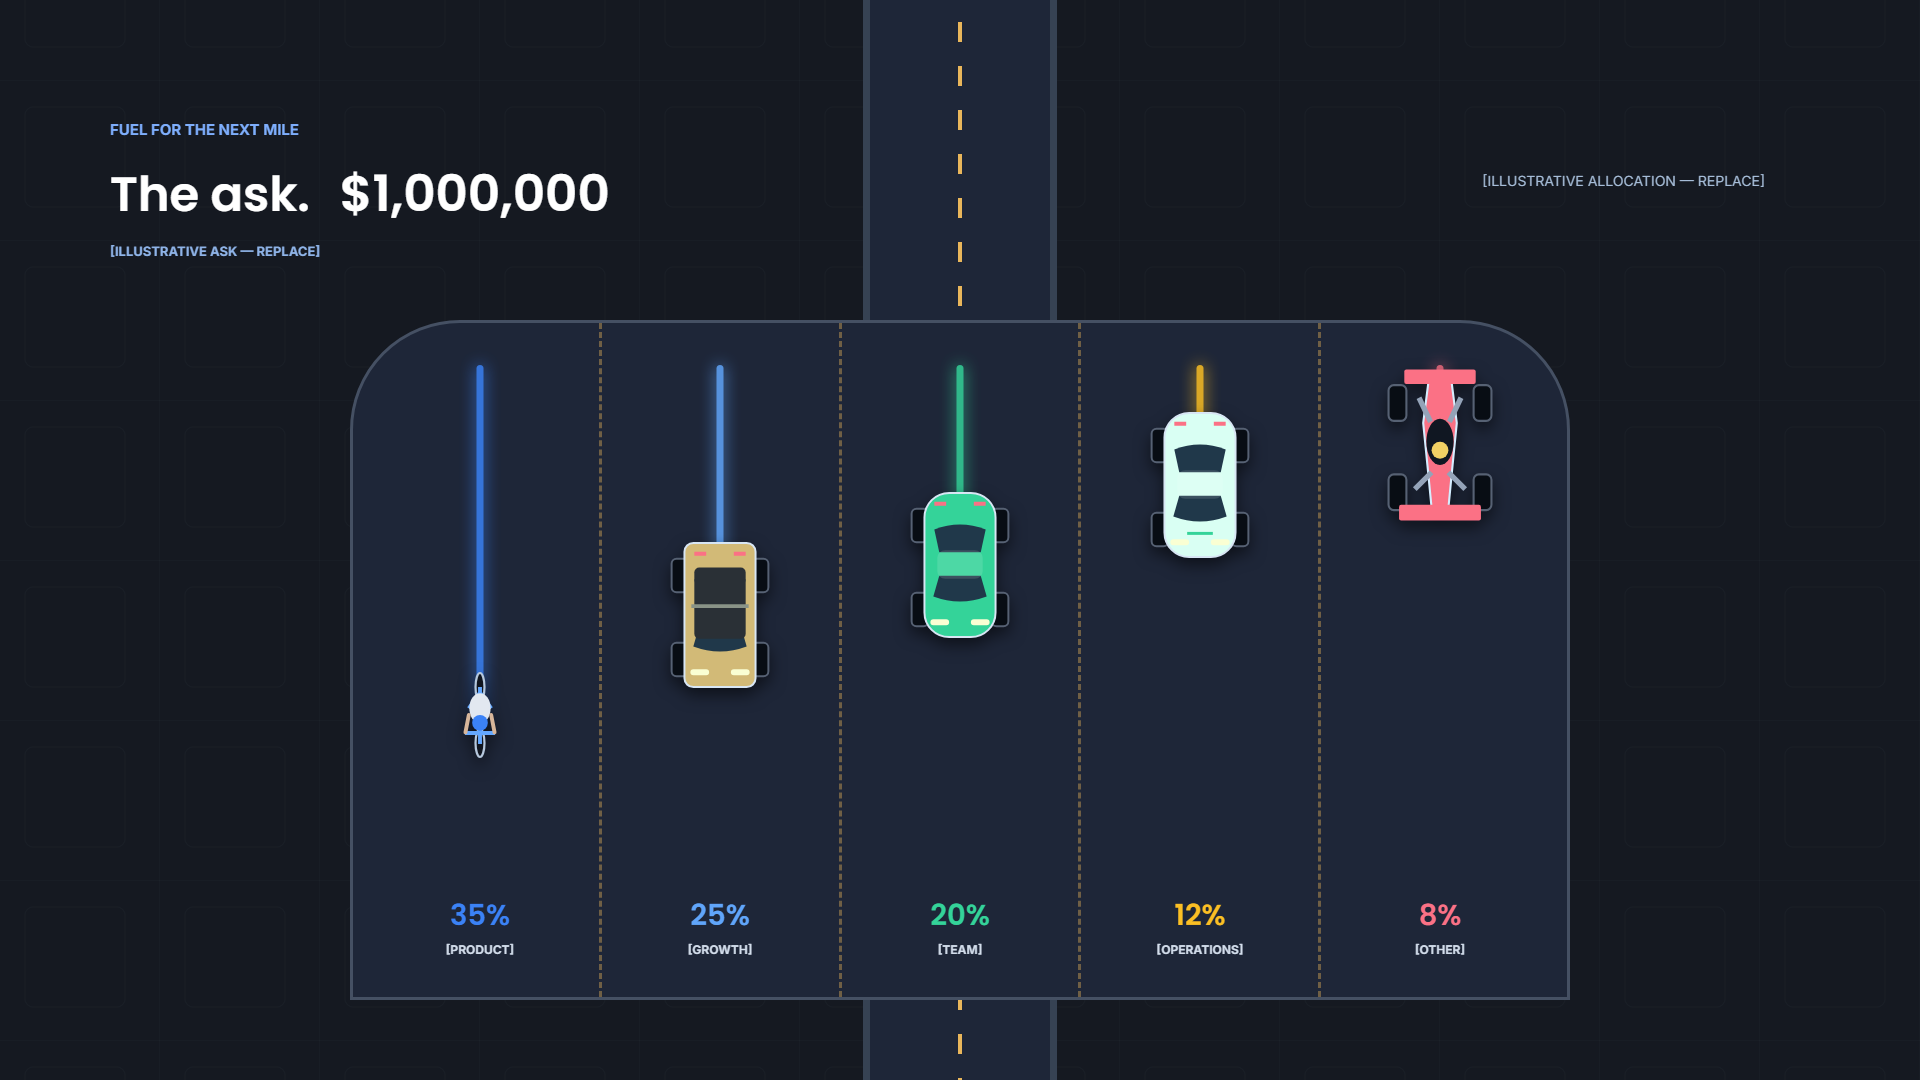 FUEL FOR THE NEXT MILE
The ask. $1,000,000
[ILLUSTRATIVE ASK — REPLACE]
[ILLUSTRATIVE ALLOCATION — REPLACE]
35%
[PRODUCT]
25%
[GROWTH]
20%
[TEAM]
12%
[OPERATIONS]
8%
[OTHER]